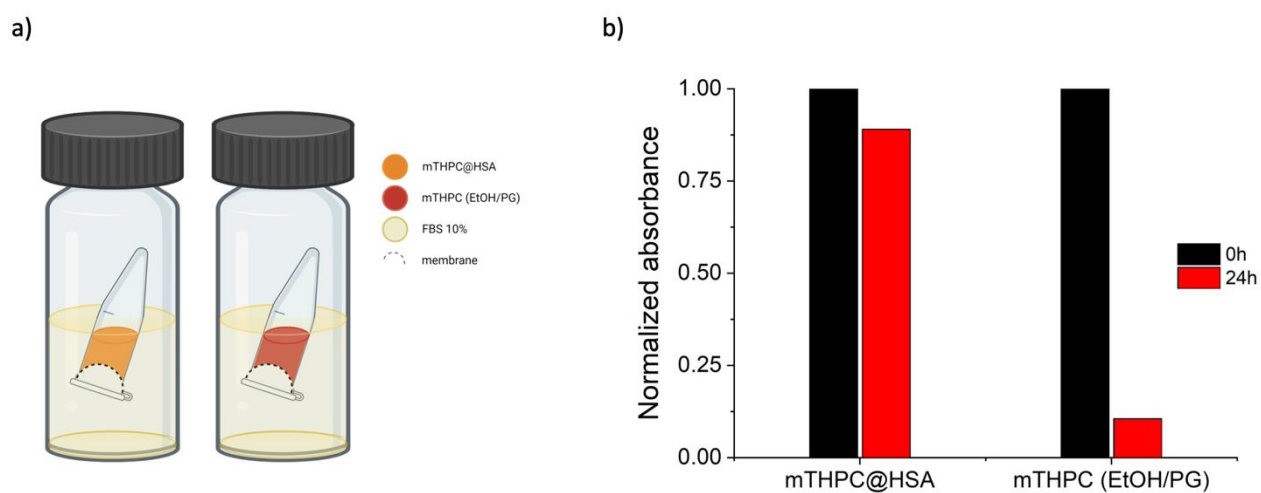 a)
mTHPC@HSA
mTHPC (EtOH/PG)
FBS 10%
membrane
b)
Normalized absorbance
1.00
0.75
0.50
0.25
0.00
mTHPC@HSA
mTHPC (EtOH/PG)
0h
24h